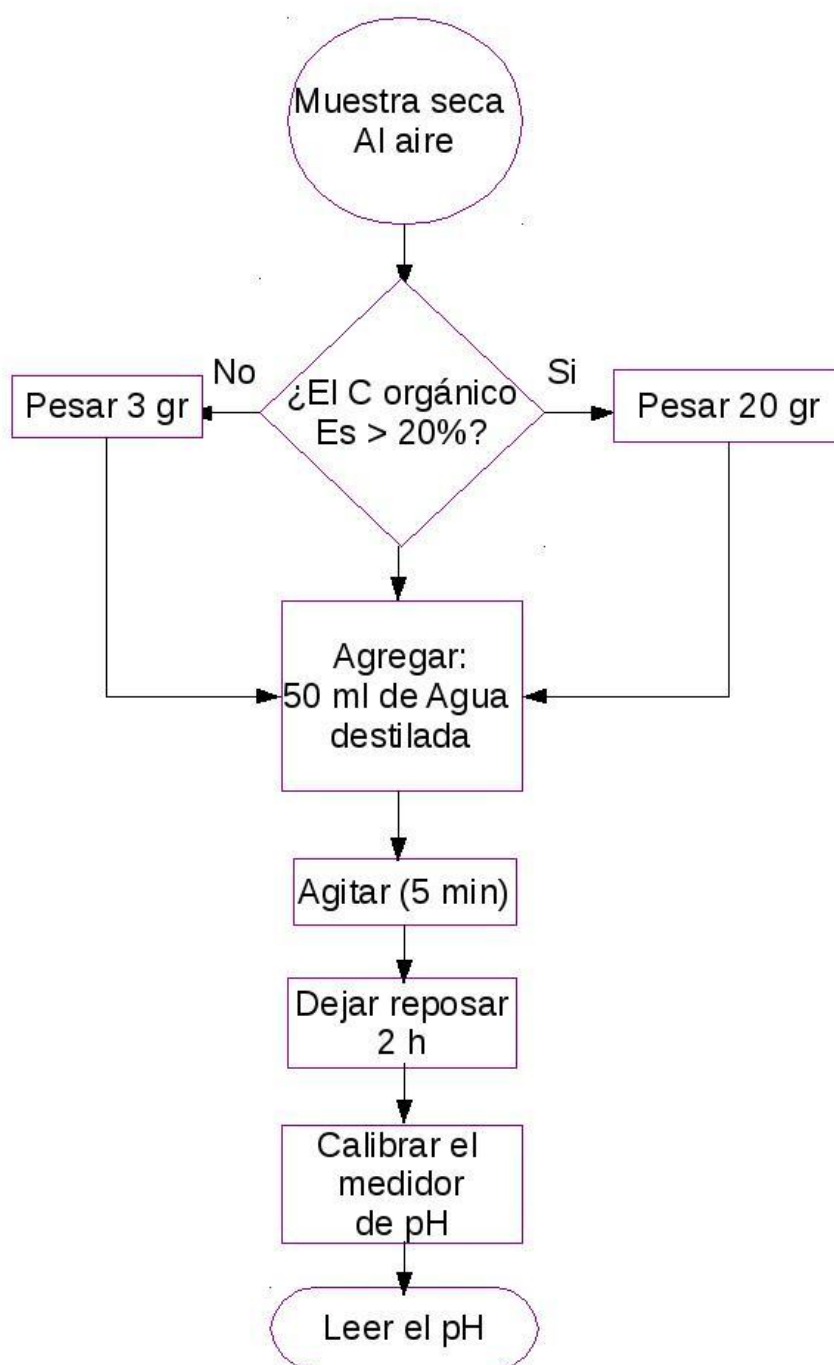 Muestra seca
Al aire
No
¿El C orgánico
Es > 20%?
Si
Pesar 3 gr
Pesar 20 gr
Agregar:
50 ml de Agua
destilada
Agitar (5 min)
Dejar reposar
2 h
Calibrar el
medidor
de pH
Leer el pH